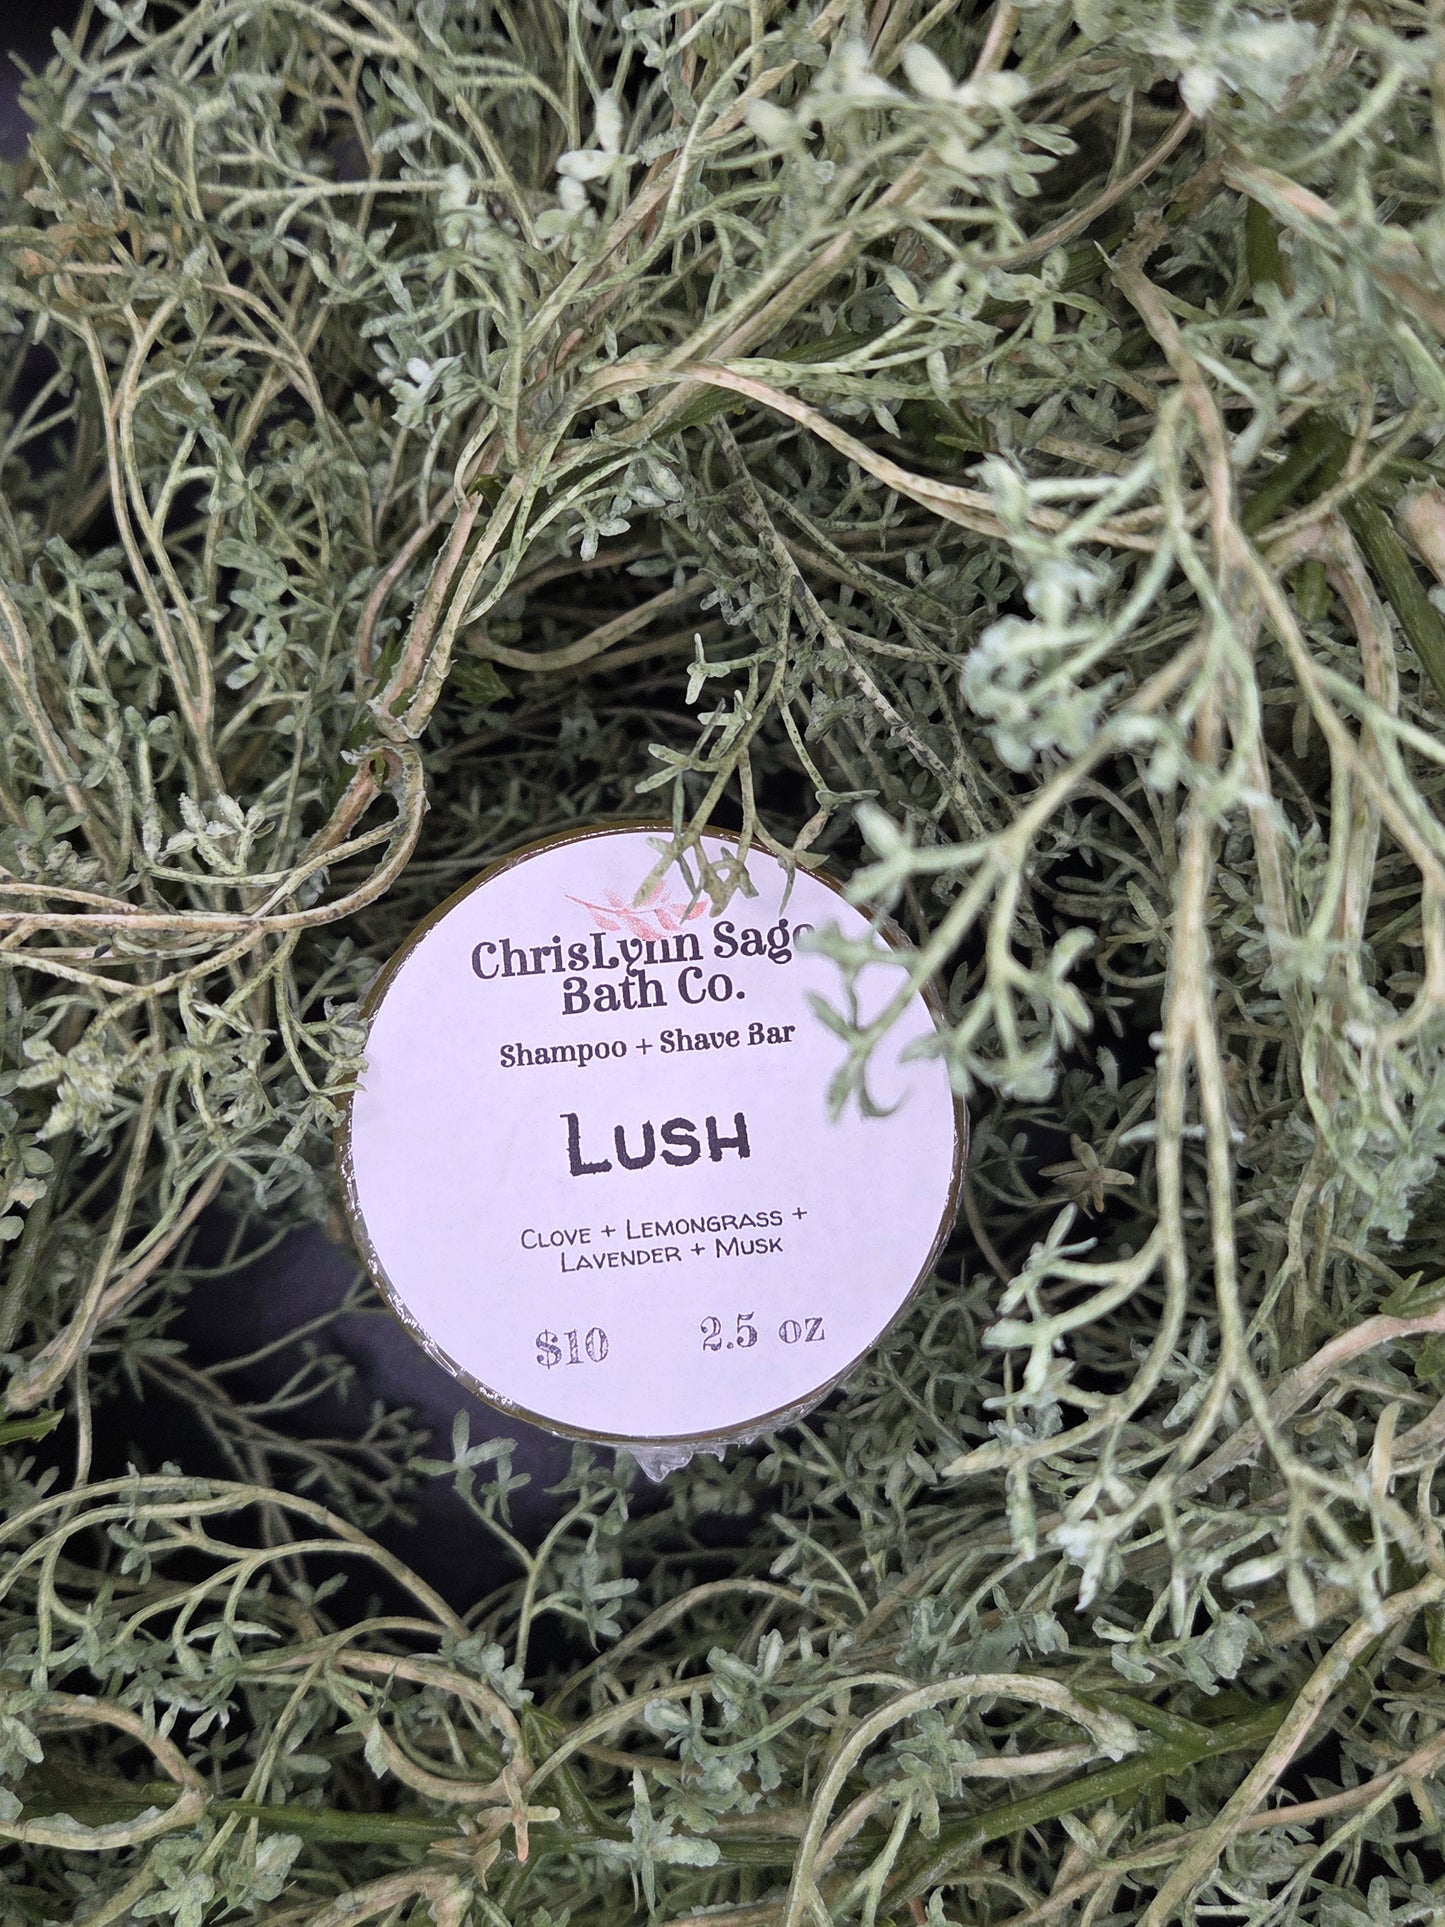 ChrisLynn Sage
Bath Co.
Shampoo + Shave Bar
Lush
Clove + Lemongrass +
Lavender + Musk
$10 2.5 oz